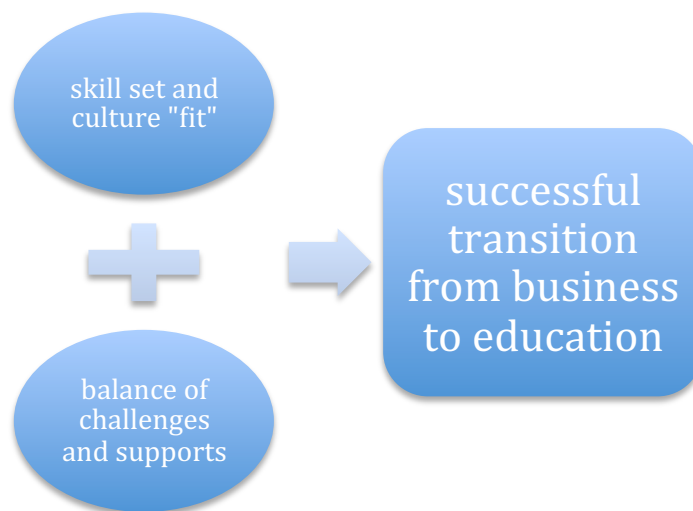 skill set and
culture "fit"
balance of
challenges
and supports
successful
transition
from business
to education